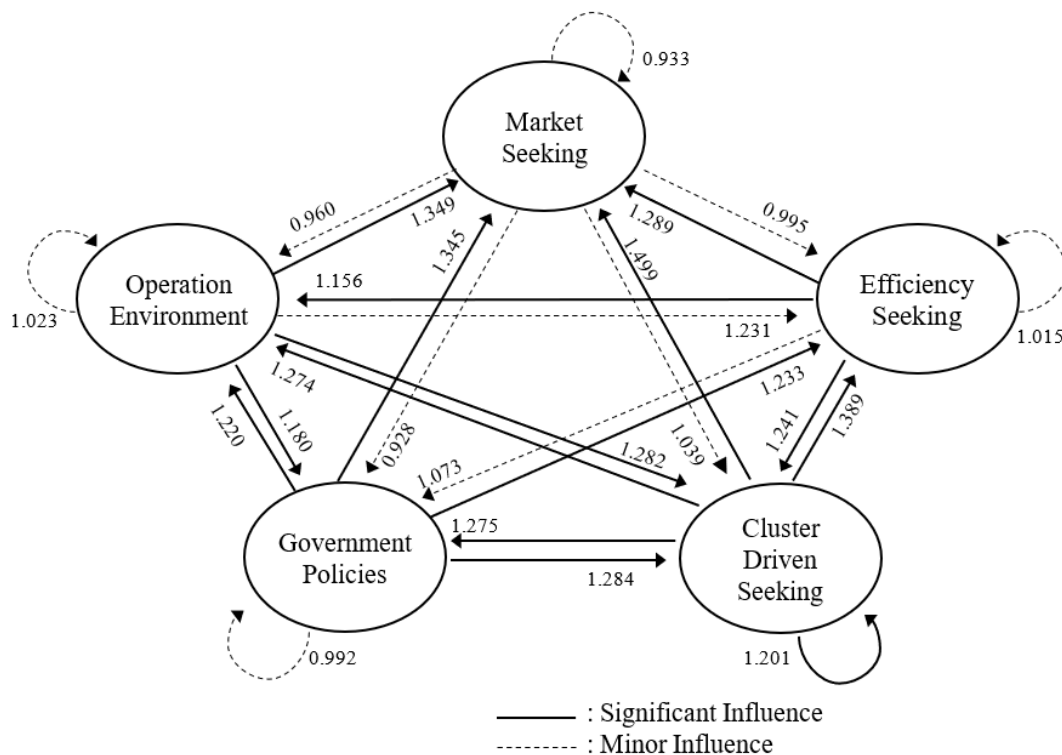 0.933
Market
Seeking
0.960
1.349
1.345
1.289
0.995
1.499
Operation
Environment
1.023
1.156
1.231
Efficiency
Seeking
1.015
1.274
1.233
1.220
1.180
0.928
1.073
1.282
1.039
1.241
1.389
Government
Policies
1.275
1.284
Cluster
Driven
Seeking
0.992
1.201
: Significant Influence
: Minor Influence